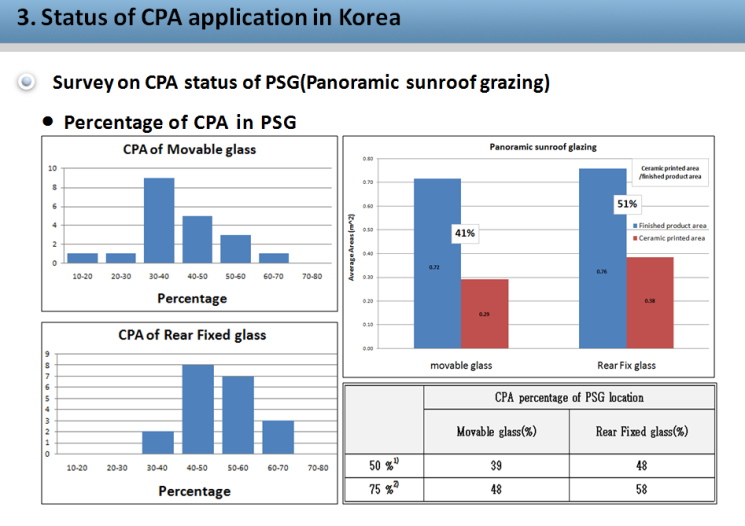 3. Status of CPA application in Korea
Survey on CPA status of PSG(Panoramic sunroof grazing)
● Percentage of CPA in PSG
CPA of Movable glass
10
8
6
4
2
0
10-20 20-30 30-40 40-50 50-60 60-70 70-80
Percentage
CPA of Rear Fixed glass
9
8
7
6
5
4
3
2
1
0
10-20 20-30 30-40 40-50 50-60 60-70 70-80
Percentage
Panoramic sunroof glazing
Average Areas (m^2)
0.80
0.70
0.60
0.50
0.40
0.30
0.20
0.10
0.00
Ceramic printed area
/finished product area
51%
41%
Finished product area
Ceramic printed area
0.72
0.76
0.29
0.38
movable glass Rear Fix glass
CPA percentage of PSG location
Movable glass(%) Rear Fixed glass(%)
50 %1) 39 48
75 %2) 48 58